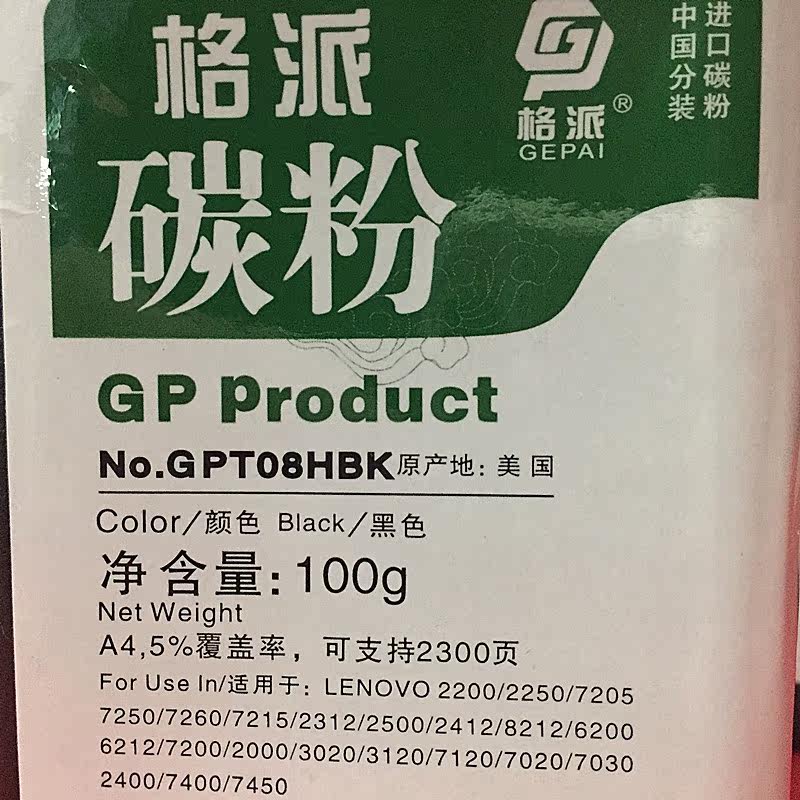 格派
格派®
GEPAI
进口碳粉
中国分装
碳粉
GP Product
No.GPT08HBK原产地: 美国
Color/颜色 Black/黑色
净含量: 100g
Net Weight
A4,5%覆盖率，可支持2300页
For Use In/适用于: LENOVO 2200/2250/7205
7250/7260/7215/2312/2500/2412/8212/6200
6212/7200/2000/3020/3120/7120/7020/7030
2400/7400/7450